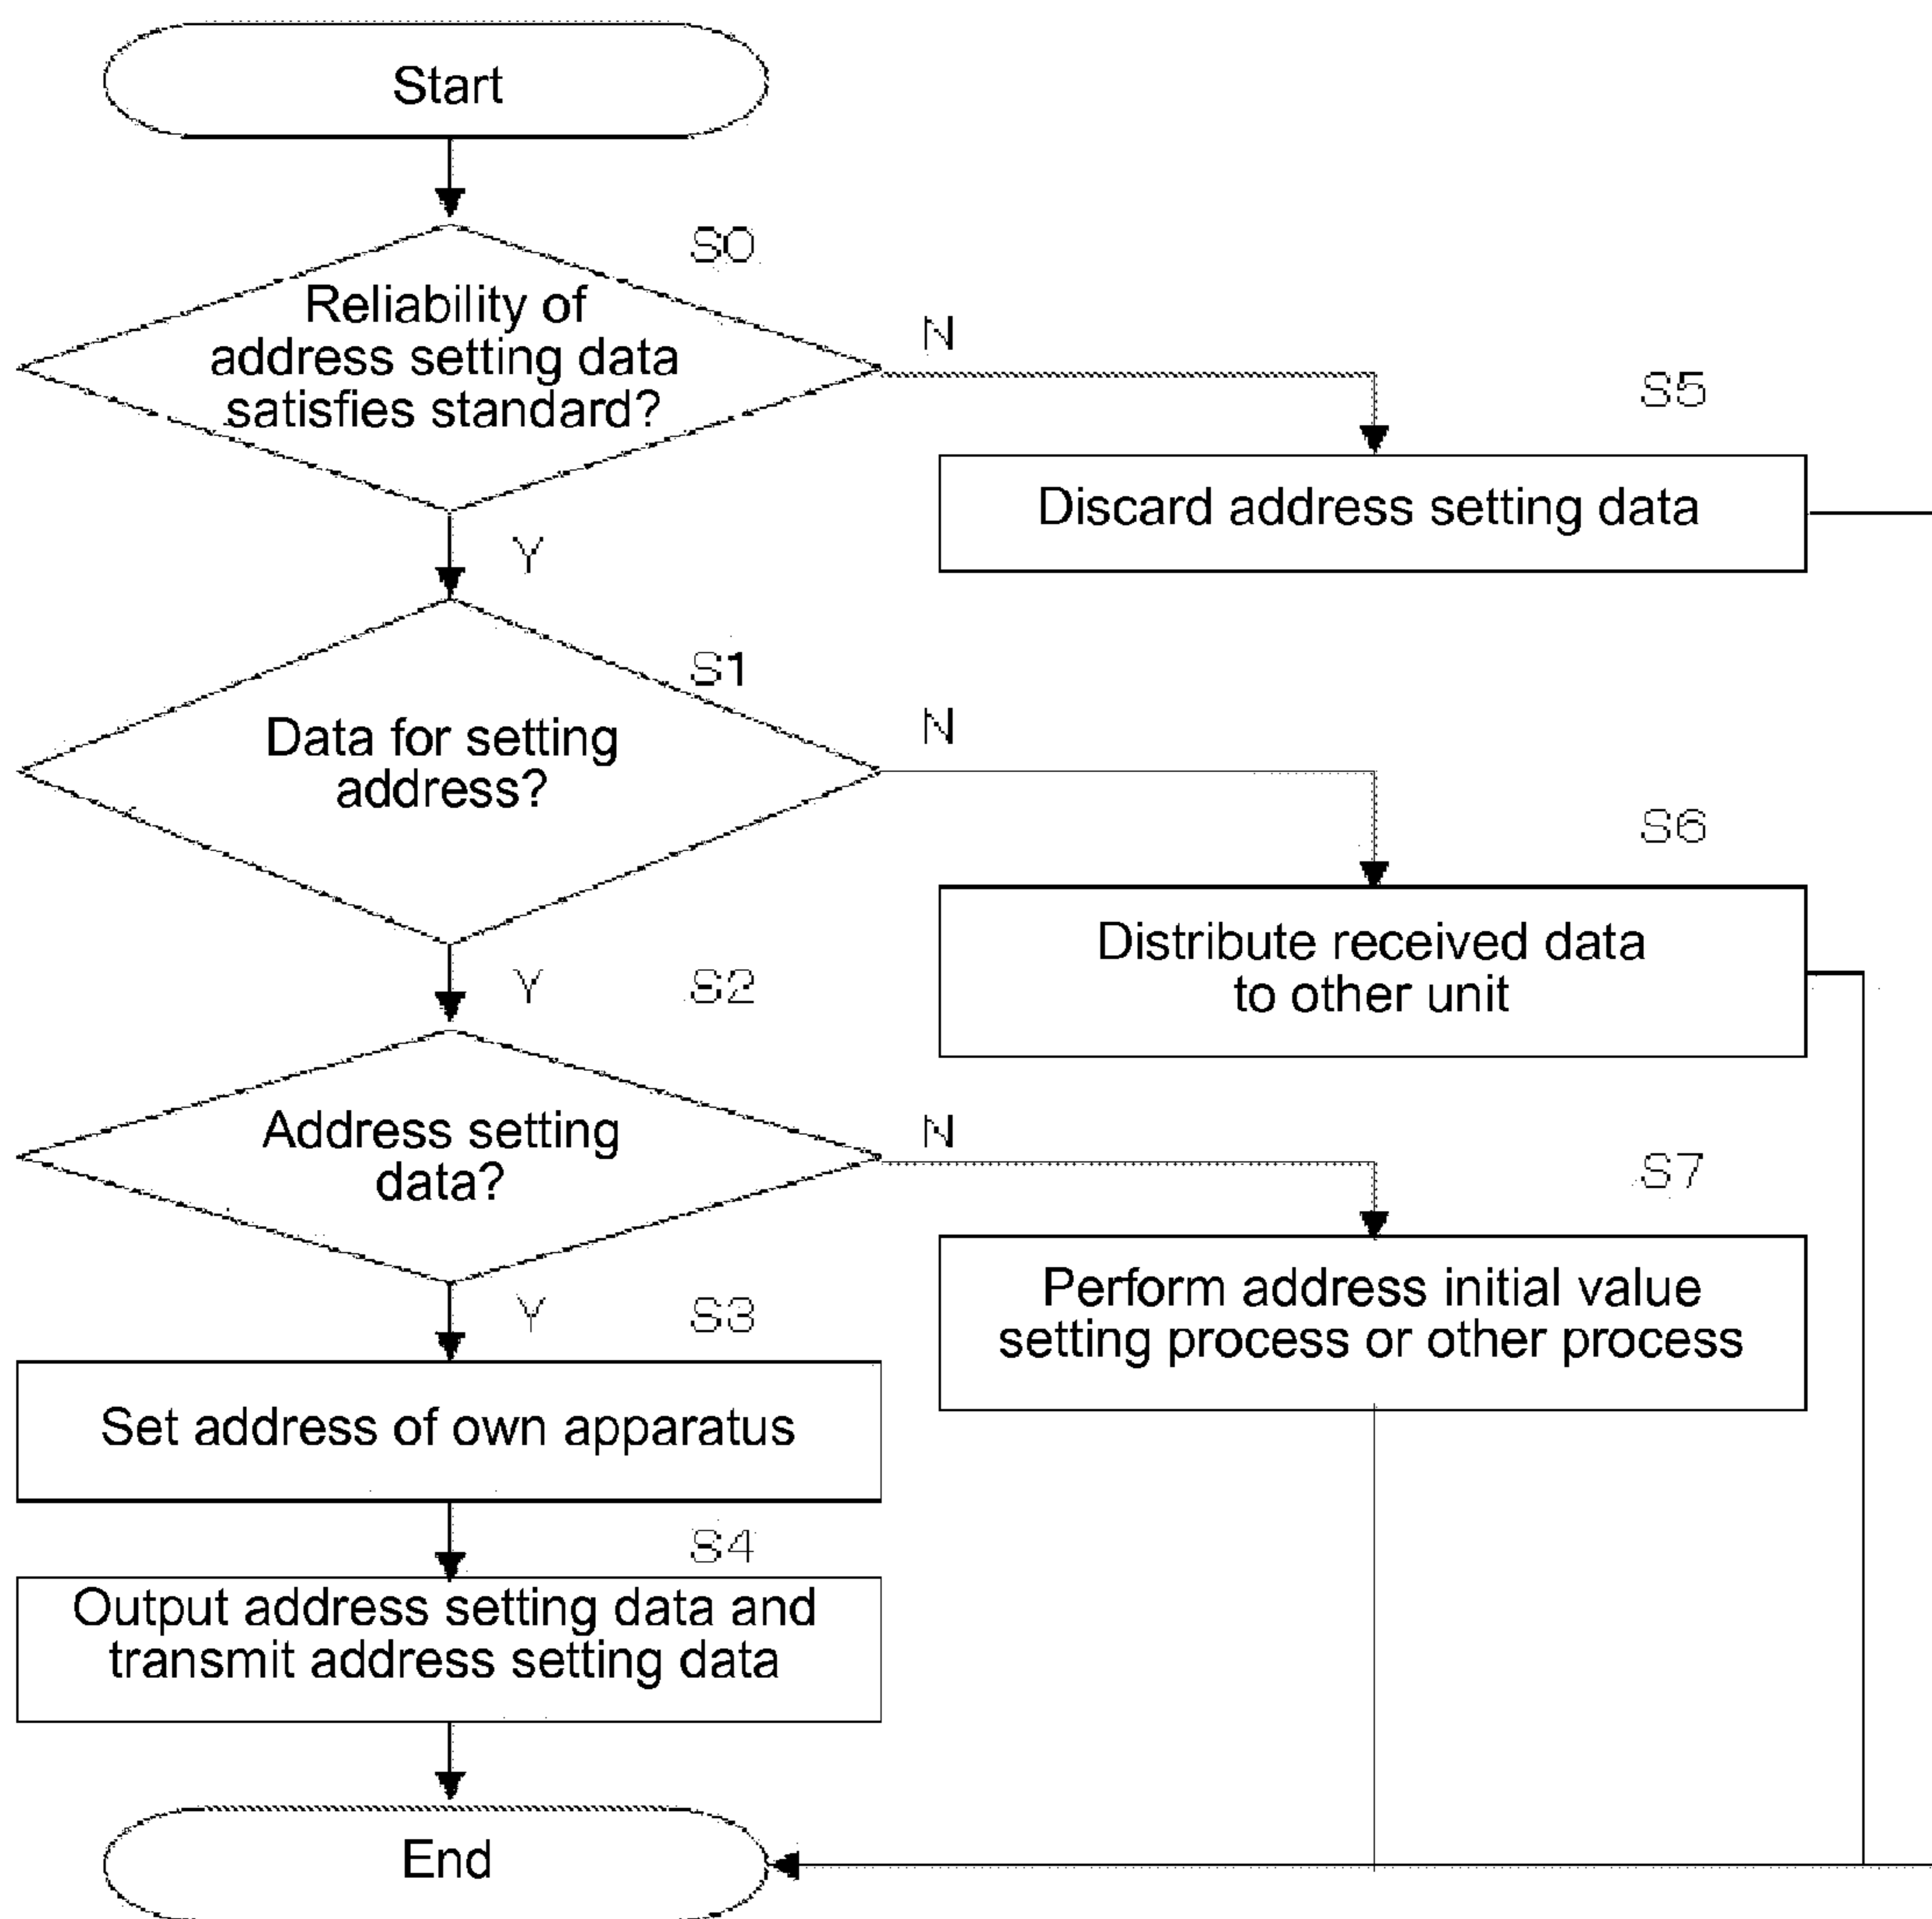 Start
S0
Reliability of
address setting data
satisfies standard?
N
S5
Discard address setting data
Y
S1
Data for setting
address?
N
S6
Distribute received data
to other unit
Y
S2
Address setting
data?
N
S7
Perform address initial value
setting process or other process
Y
S3
Set address of own apparatus
S4
Output address setting data and
transmit address setting data
End